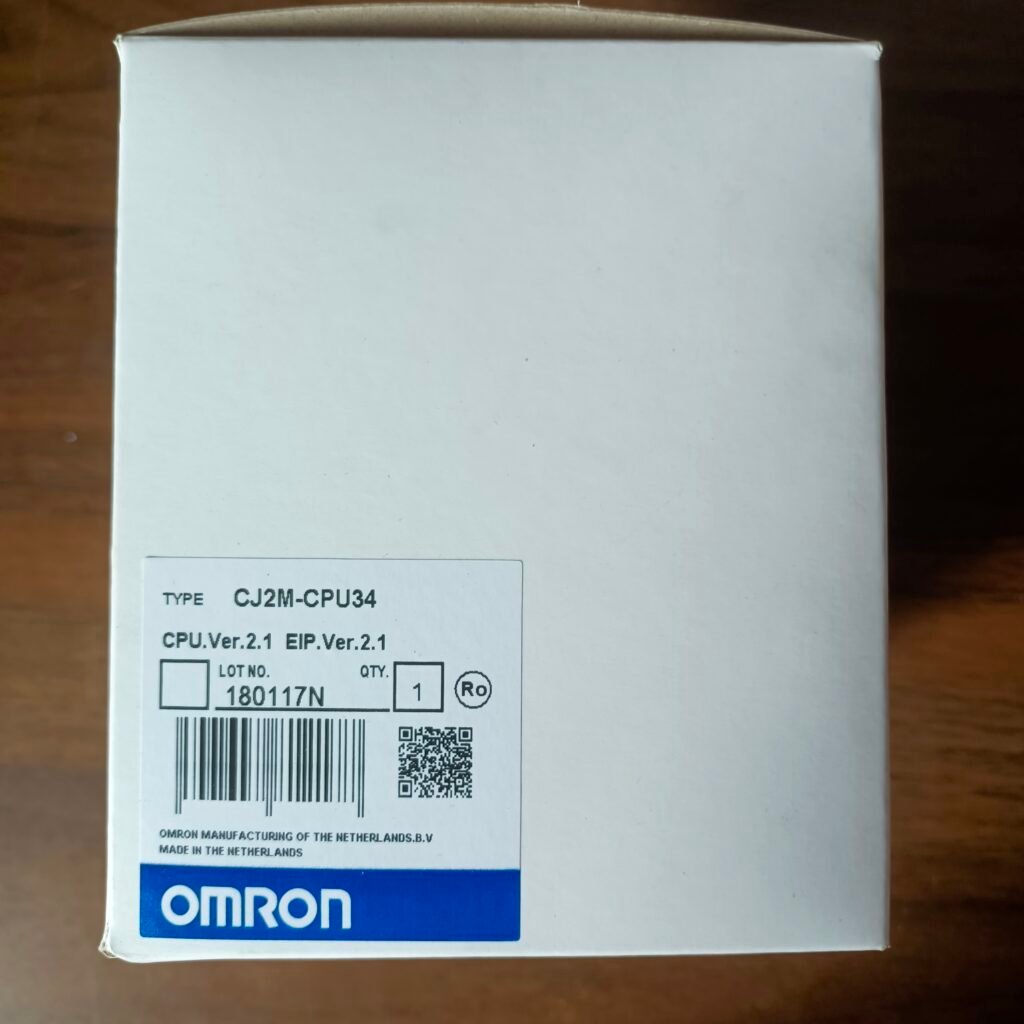 TYPE CJ2M-CPU34
CPU.Ver.2.1 EIP.Ver.2.1
LOT NO. QTY.
180117N 1 Ro
OMRON MANUFACTURING OF THE NETHERLANDS.B.V
MADE IN THE NETHERLANDS
OMRON